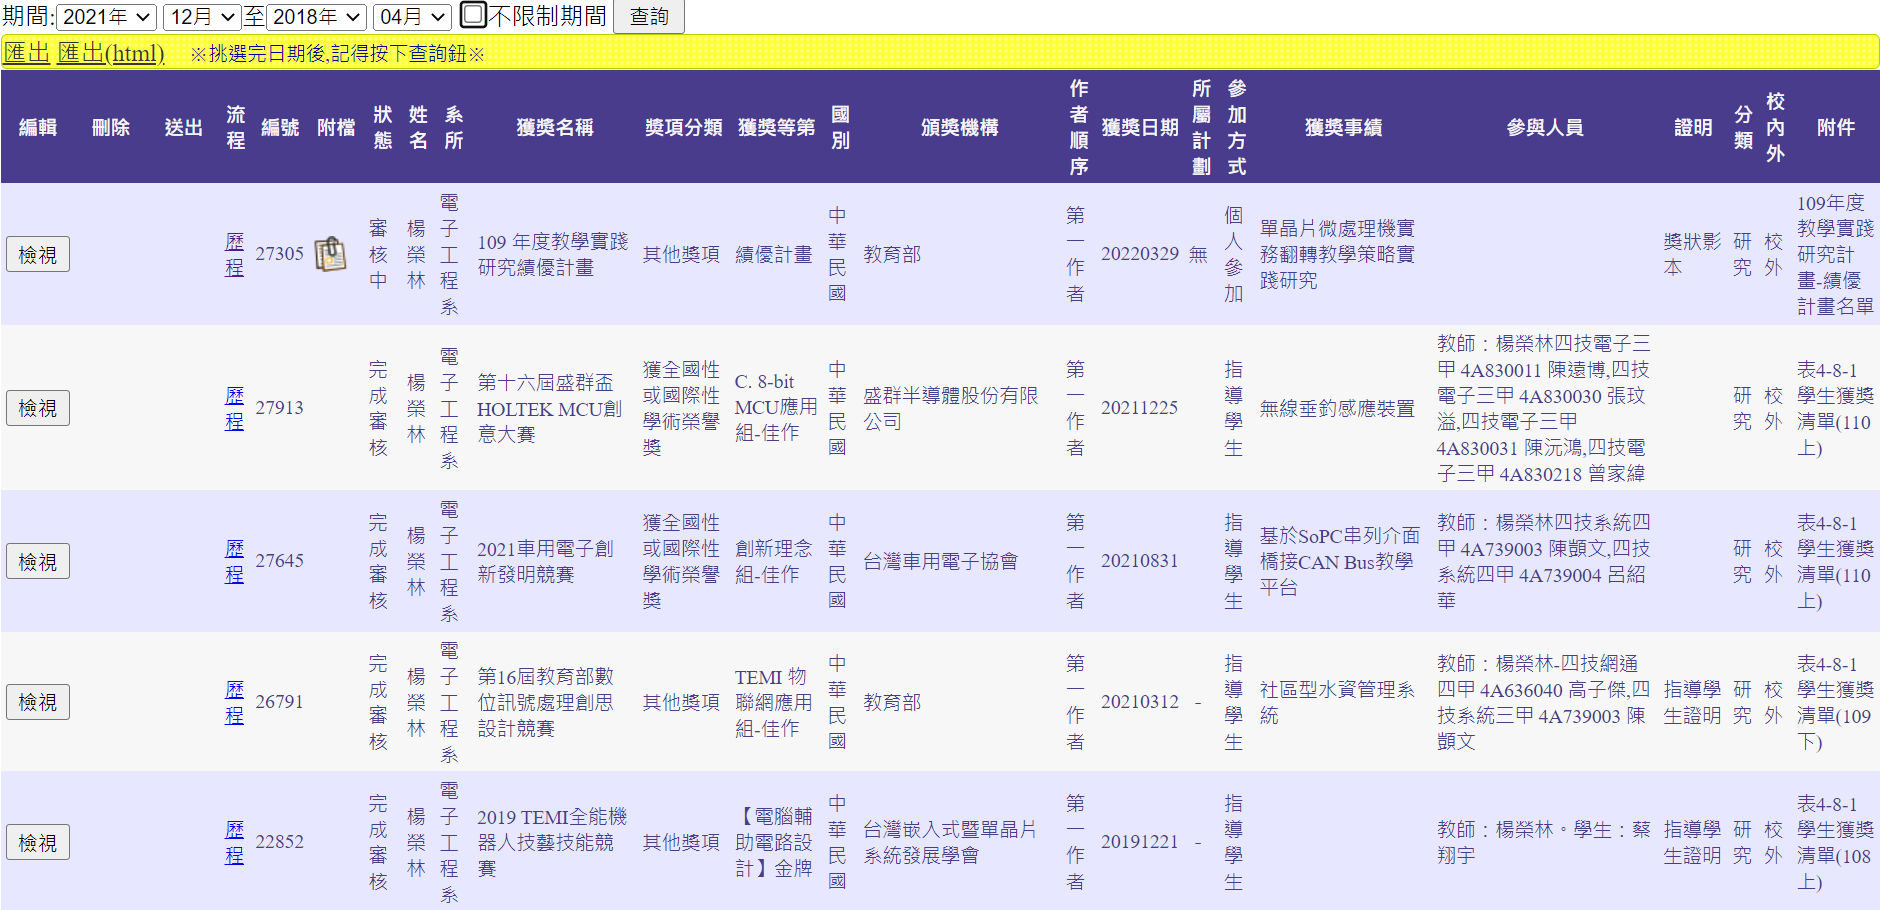 期間:2021年 12月 至 2018年 04月 不限制期間 查詢
匯出 匯出(html) ※挑選完日期後,記得按下查詢鈕※
編輯 刪除 送出 流程 編號 附檔 狀態 姓名 系所 獲獎名稱 獎項分類 獲獎等第 國別 頒獎機構 作者順序 獲獎日期 所屬計劃 參加方式 獲獎事績 參與人員 證明 分類 校內外 附件
檢視 歷程 27305 審核中 楊榮林 電子工程系 109 年度教學實踐研究績優計畫 其他獎項 績優計畫 中華民國 教育部 第一作者 20220329 無 個人參加 單晶片微處理機實務翻轉教學策略實踐研究 獎狀影本 研究 校外 109年度教學實踐研究計畫-績優計畫名單
檢視 歷程 27913 完成審核 楊榮林 電子工程系 第十六屆盛群盃HOLTEK MCU創意大賽 獲全國性或國際性學術榮譽獎 C. 8-bit MCU應用組-佳作 中華民國 盛群半導體股份有限公司 第一作者 20211225 指導學生 無線垂釣感應裝置 教師：楊榮林四技電子三甲 4A830011 陳遠博,四技電子三甲 4A830030 張玟溢,四技電子三甲 4A830031 陳沅鴻,四技電子三甲 4A830218 曾家緯 研究 校外 表4-8-1學生獲獎清單(110上)
檢視 歷程 27645 完成審核 楊榮林 電子工程系 2021車用電子創新發明競賽 獲全國性或國際性學術榮譽獎 創新理念組-佳作 中華民國 台灣車用電子協會 第一作者 20210831 指導學生 基於SoPC串列介面橋接CAN Bus教學平台 教師：楊榮林四技系統四甲 4A739003 陳顗文,四技系統四甲 4A739004 呂紹華 研究 校外 表4-8-1學生獲獎清單(110上)
檢視 歷程 26791 完成審核 楊榮林 電子工程系 第16屆教育部數位訊號處理創思設計競賽 其他獎項 TEMI 物聯網應用組-佳作 中華民國 教育部 第一作者 20210312 - 指導學生 社區型水資管理系統 教師：楊榮林-四技網通四甲 4A636040 高子傑,四技系統三甲 4A739003 陳顗文 指導學生證明 研究 校外 表4-8-1學生獲獎清單(109下)
檢視 歷程 22852 完成審核 楊榮林 電子工程系 2019 TEMI全能機器人技藝技能競賽 其他獎項 【電腦輔助電路設計】金牌 中華民國 台灣嵌入式暨單晶片系統發展學會 第一作者 20191221 - 指導學生 教師：楊榮林。學生：蔡翔宇 指導學生證明 研究 校外 表4-8-1學生獲獎清單(108上)